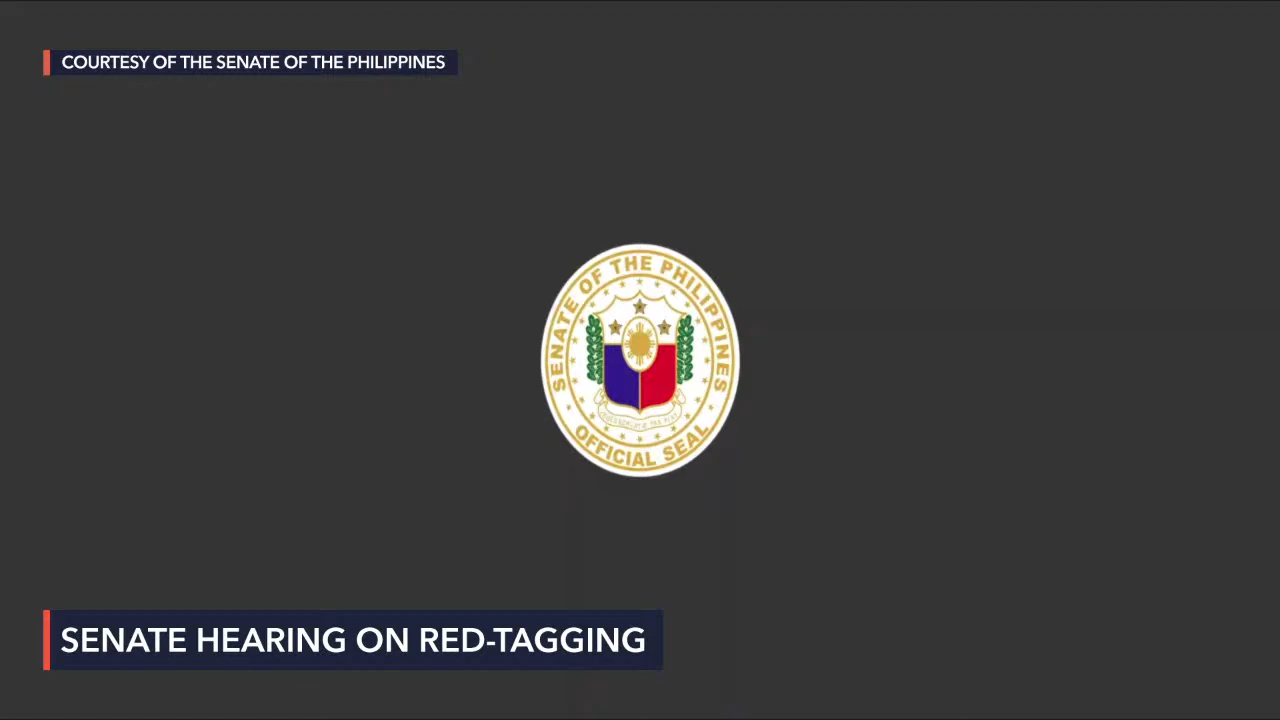 COURTESY OF THE SENATE OF THE PHILIPPINES
SENATE OF THE PHILIPPINES
OFFICIAL SEAL
SENATE HEARING ON RED-TAGGING